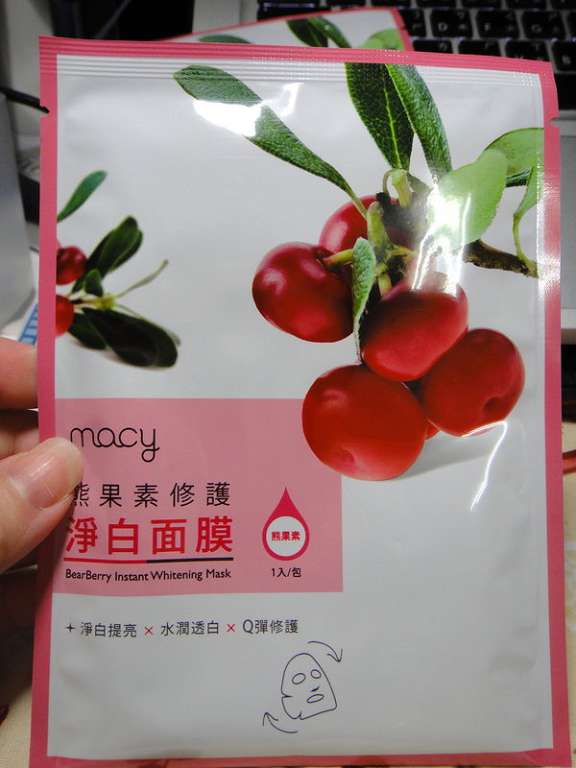 macy
熊果素修護
淨白面膜
熊果素
BearBerry Instant Whitening Mask
1入/包
+ 淨白提亮 × 水潤透白 × Q彈修護